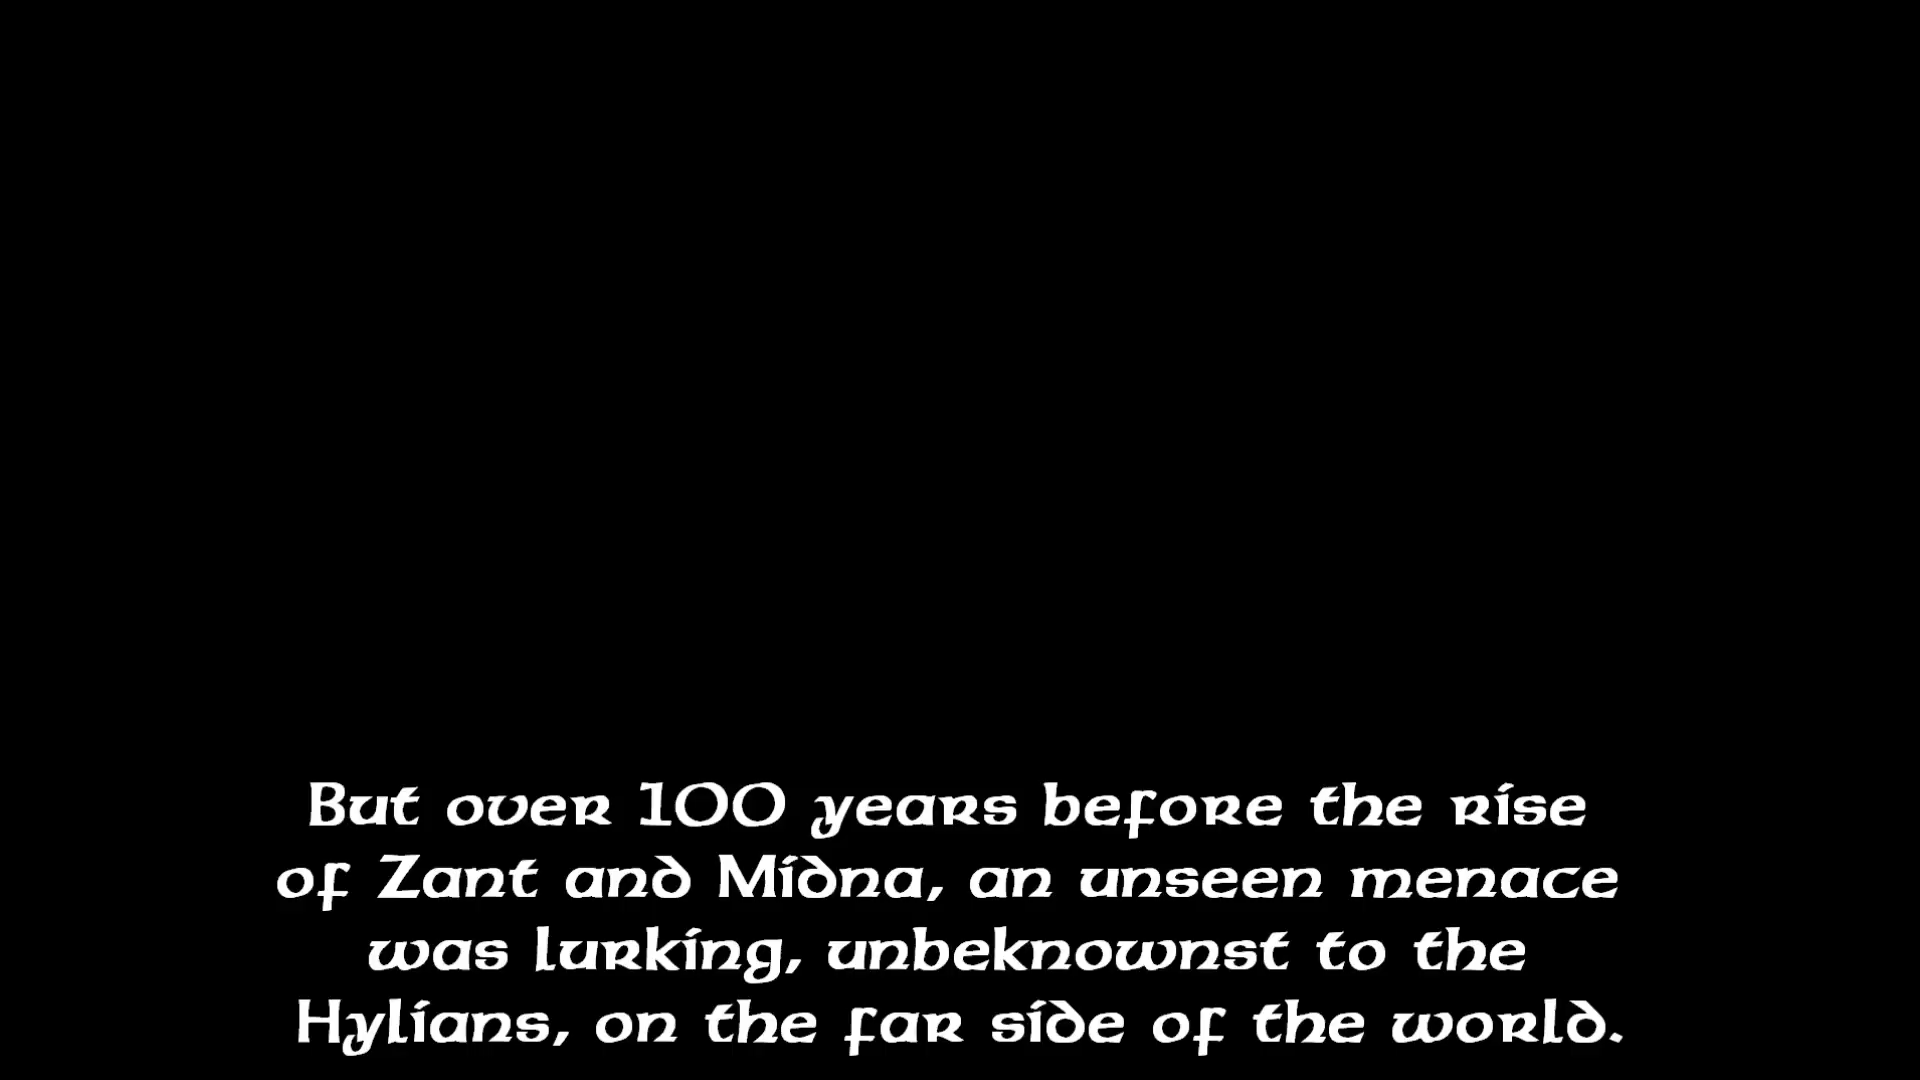 But over 100 years before the rise
of Zant and Midna, an unseen menace
was lurking, unbeknownst to the
Hylians, on the far side of the world.